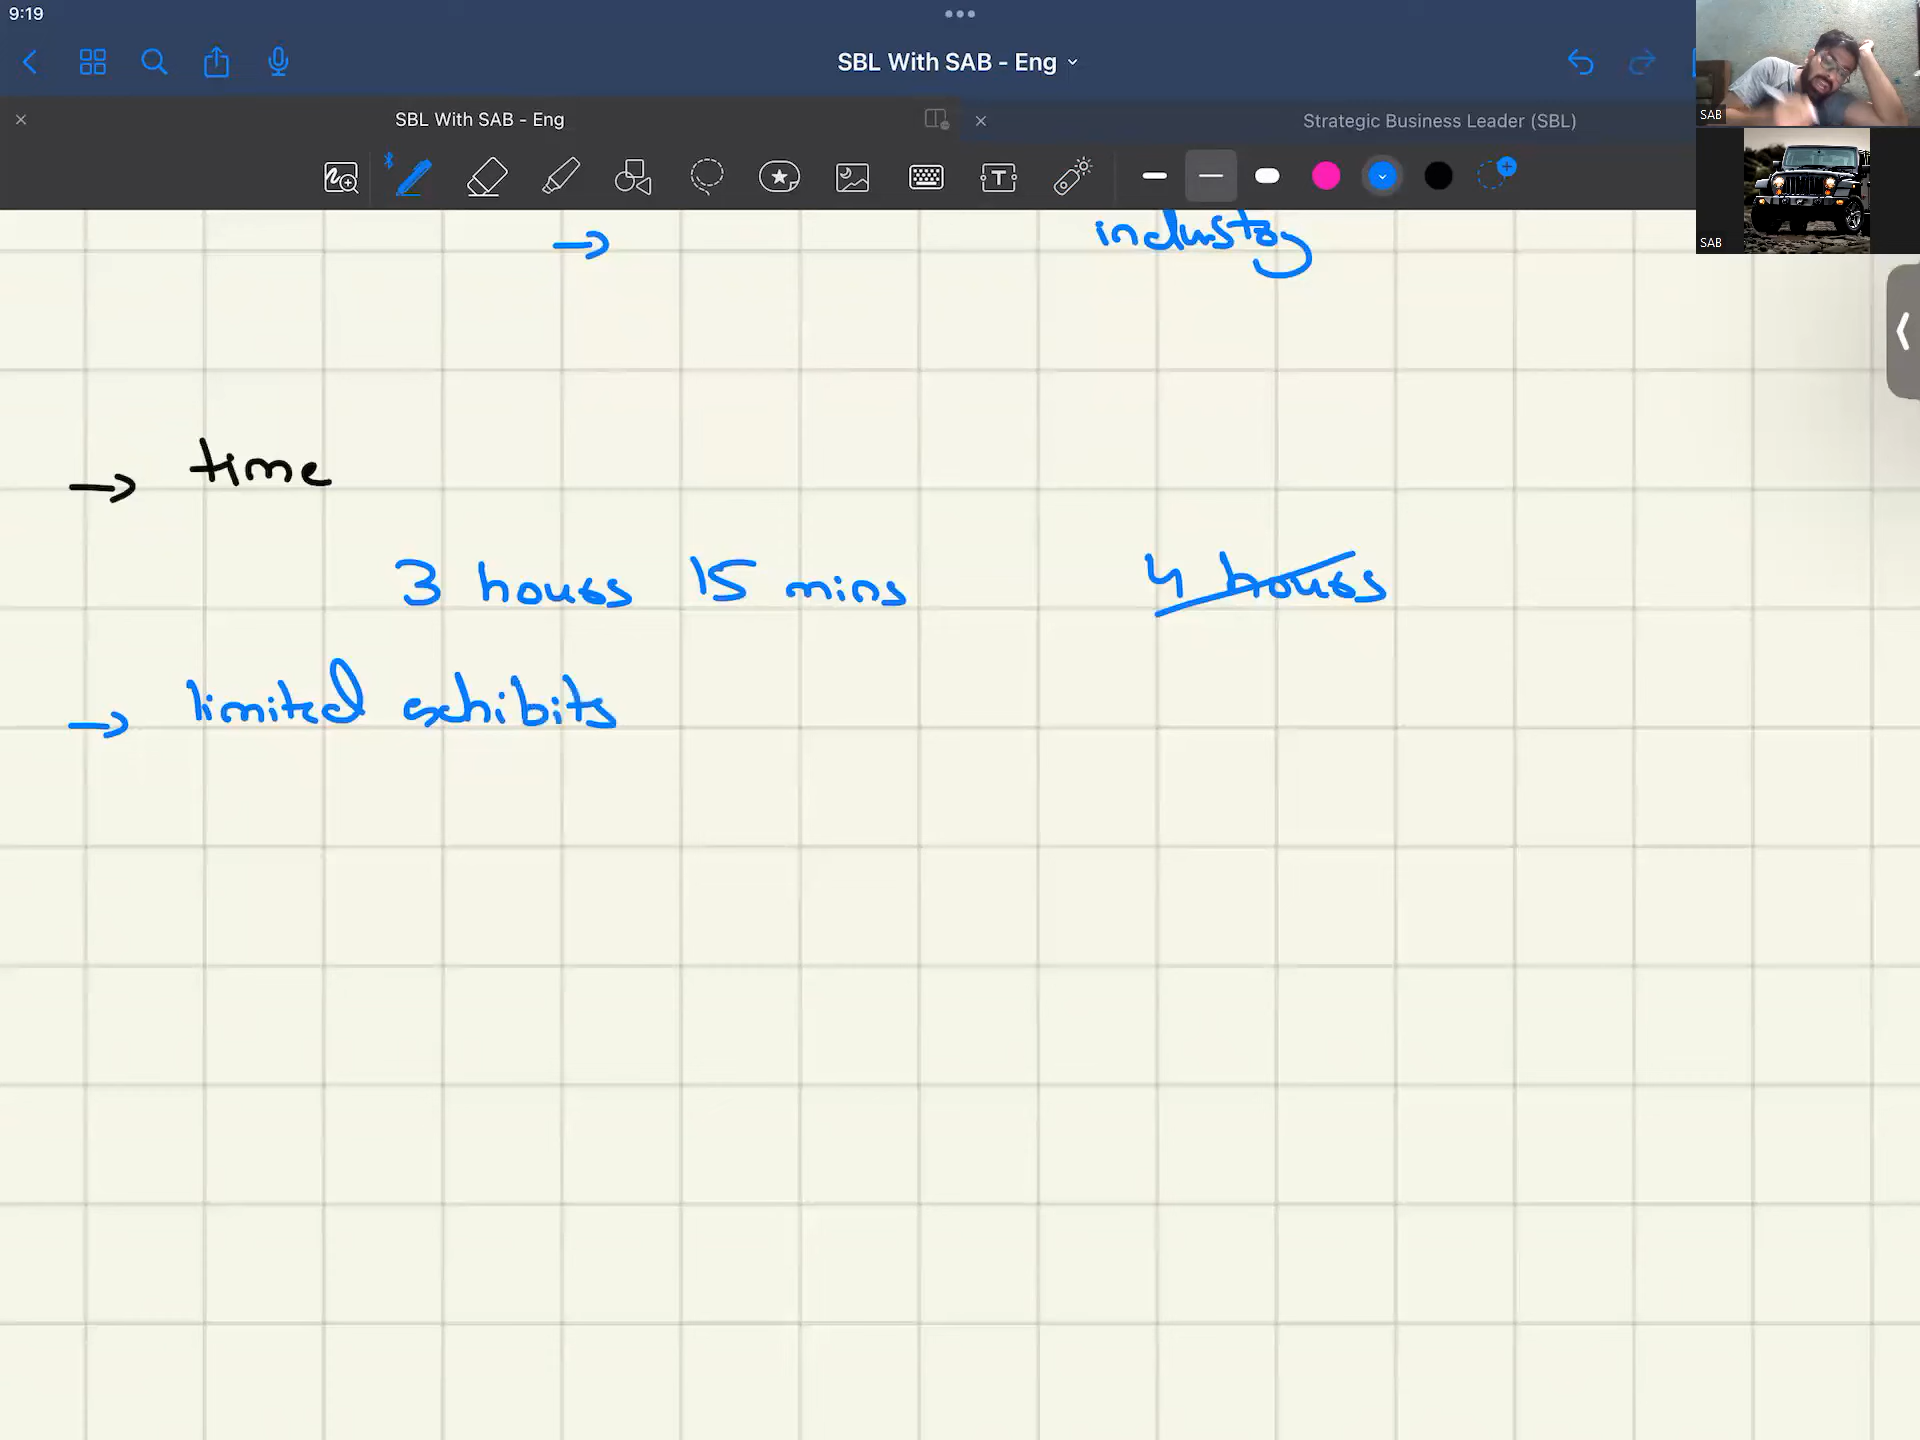 9:19
SBL With SAB - Eng
SBL With SAB - Eng
Strategic Business Leader (SBL)
SAB
SAB
→ industry
→ time
3 hours 15 mins 4 hours
→ limited exhibits